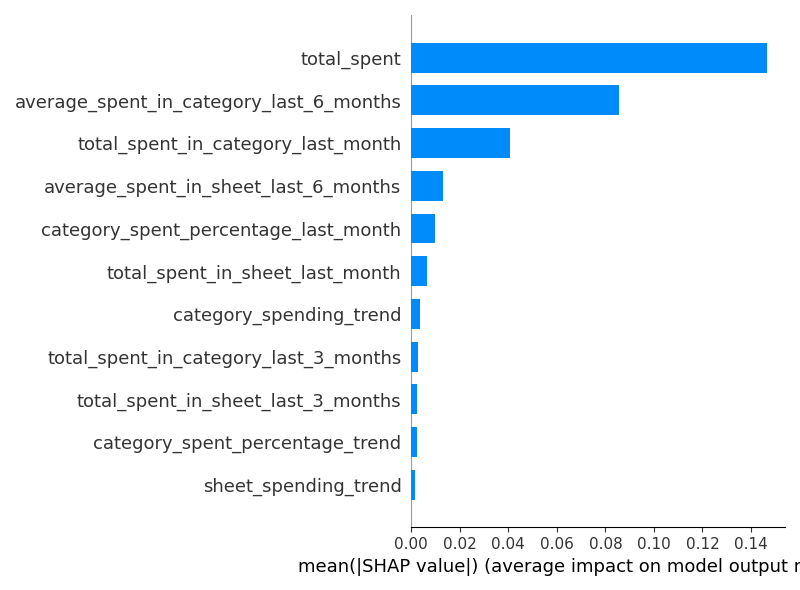 total_spent
average_spent_in_category_last_6_months
total_spent_in_category_last_month
average_spent_in_sheet_last_6_months
category_spent_percentage_last_month
total_spent_in_sheet_last_month
category_spending_trend
total_spent_in_category_last_3_months
total_spent_in_sheet_last_3_months
category_spent_percentage_trend
sheet_spending_trend
0.00 0.02 0.04 0.06 0.08 0.10 0.12 0.14
mean(|SHAP value|) (average impact on model output